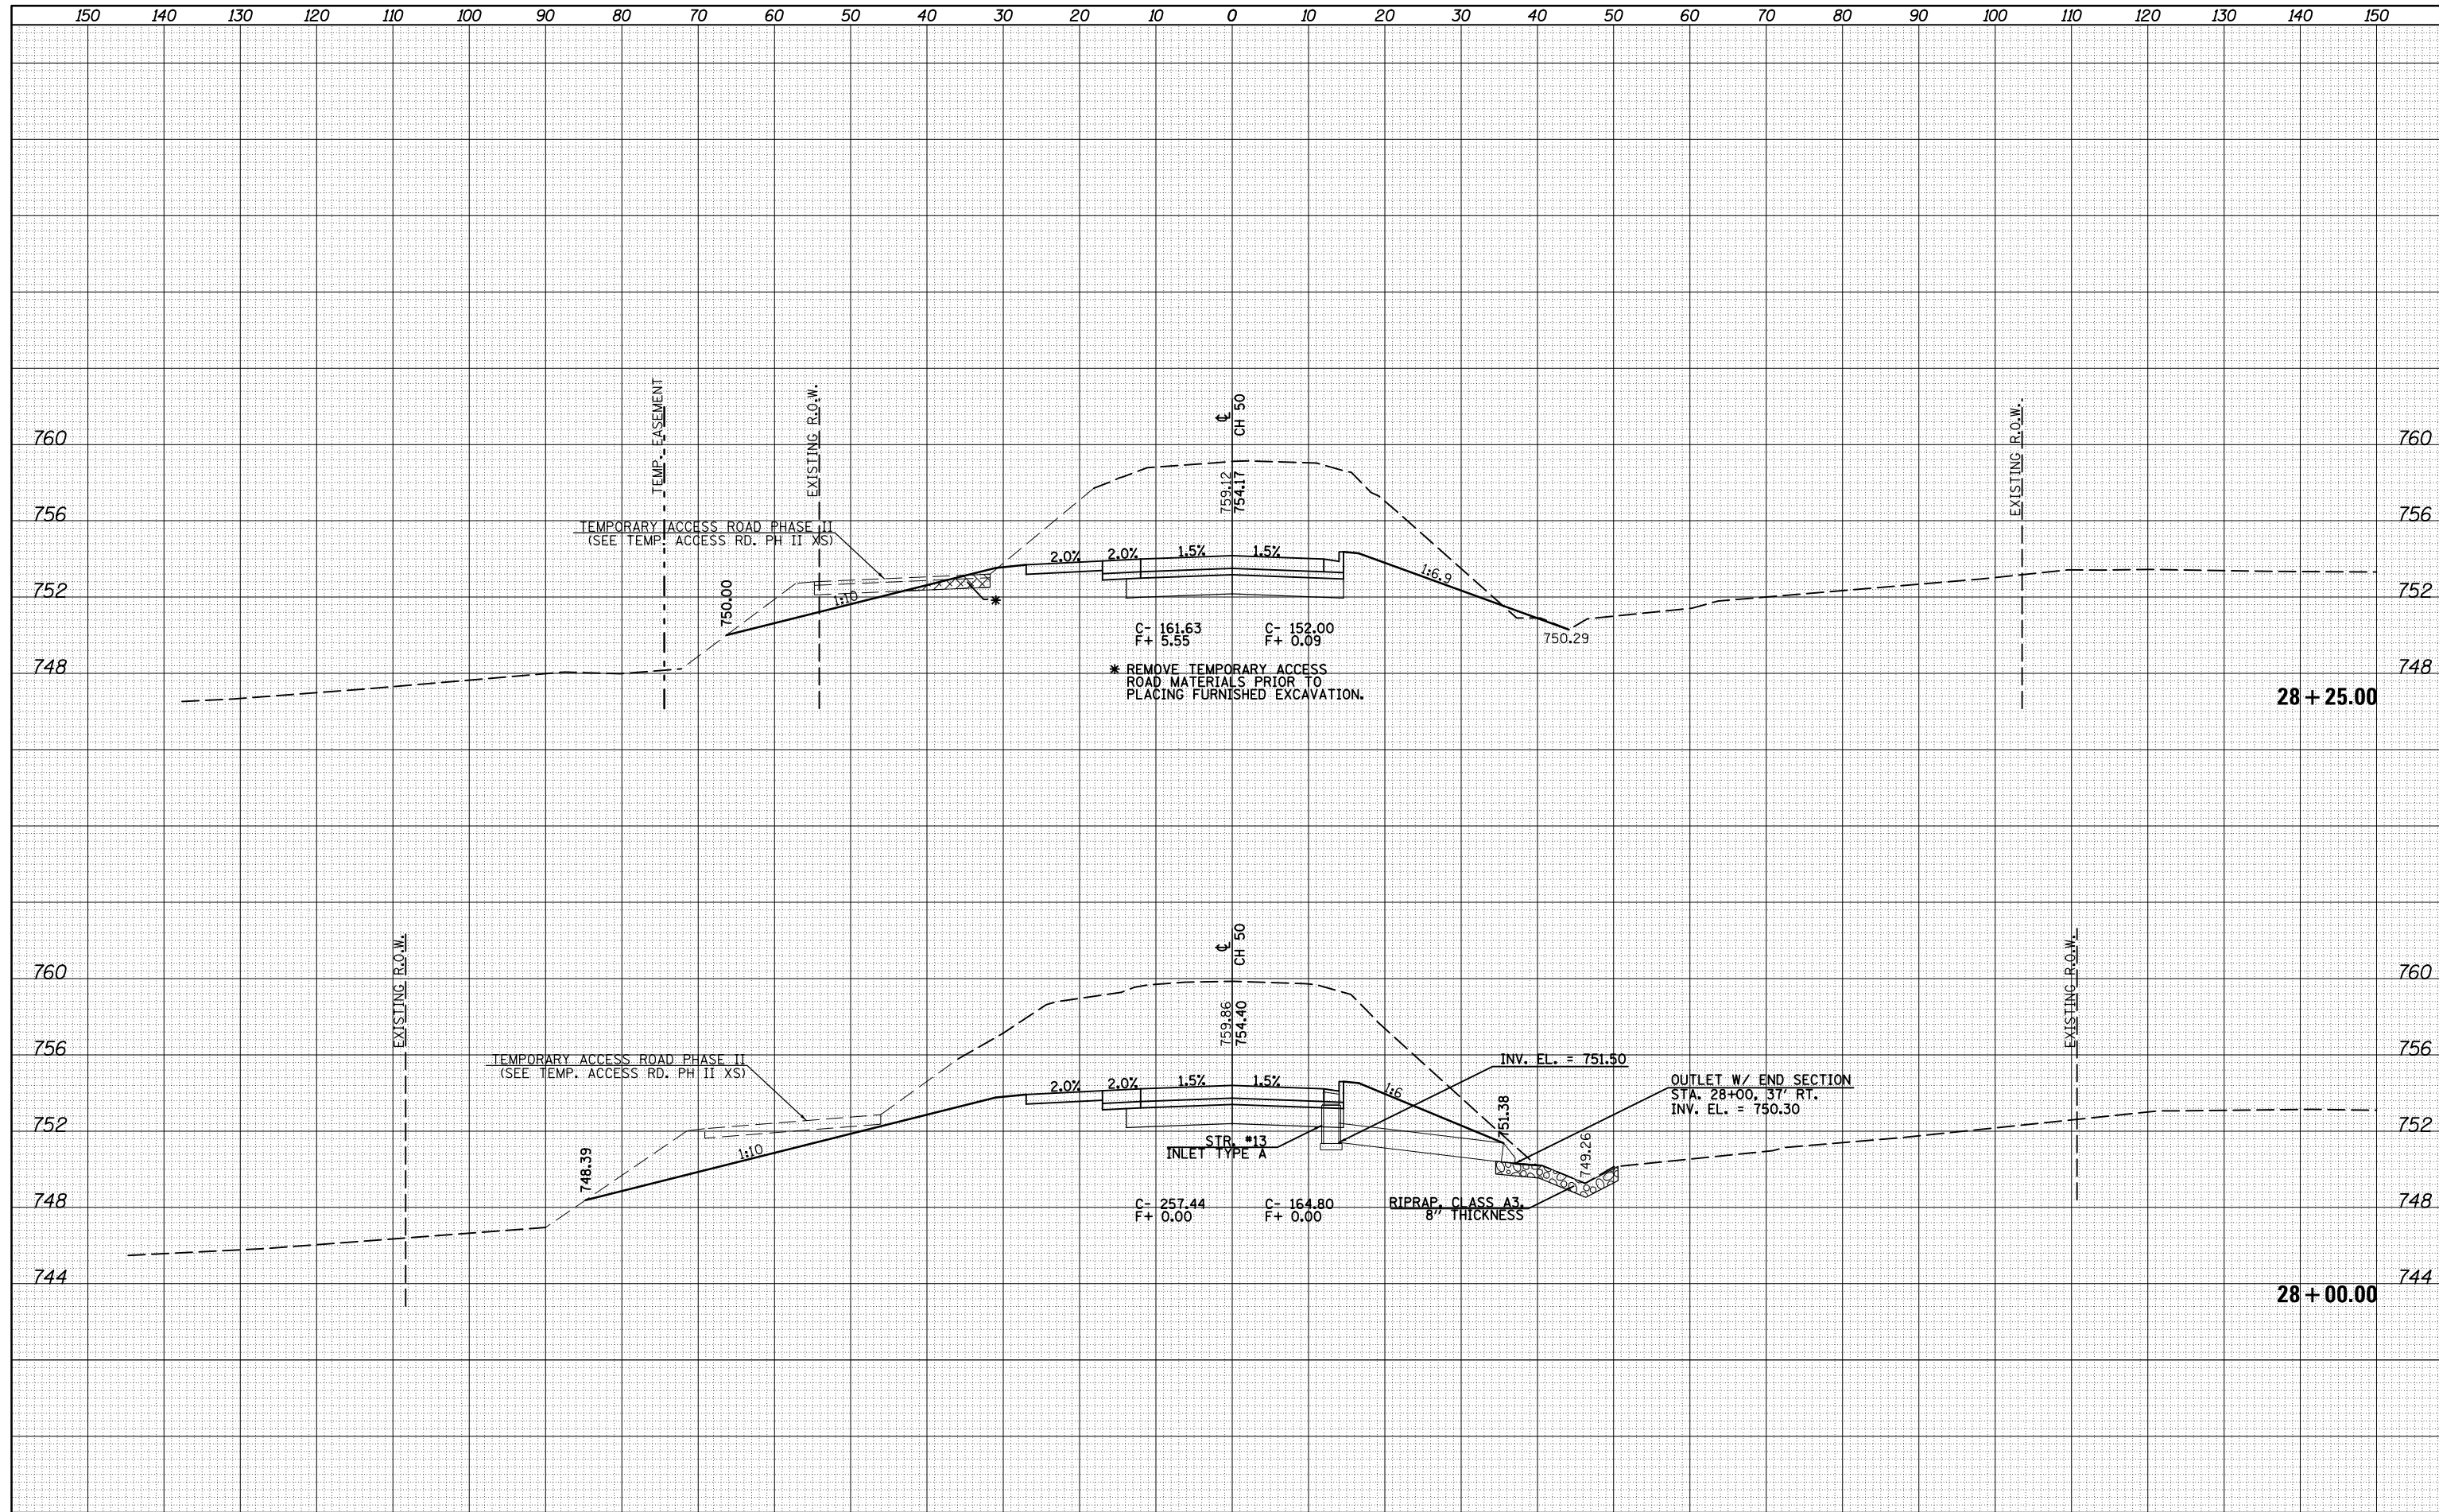 150 140 130 120 110 100 90 80 70 60 50 40 30 20 10 0 10 20 30 40 50 60 70 80 90 100 110 120 130 140 150
TEMP. EASEMENT
EXISTING R.O.W.
℄
CH 50
EXISTING R.O.W.
760 760
759.12
754.17
756 756
TEMPORARY ACCESS ROAD PHASE II
(SEE TEMP. ACCESS RD. PH II XS)
2.0% 2.0% 1.5% 1.5%
1:6.9
752 752
750.00
1:10
*
C- 161.63 C- 152.00
F+ 5.55 F+ 0.09
750.29
748 748
* REMOVE TEMPORARY ACCESS
ROAD MATERIALS PRIOR TO
PLACING FURNISHED EXCAVATION.
28+25.00
EXISTING R.O.W.
℄
CH 50
EXISTING R.O.W.
760 760
759.86
754.40
756 756
TEMPORARY ACCESS ROAD PHASE II
(SEE TEMP. ACCESS RD. PH II XS)
INV. EL. = 751.50
2.0% 2.0% 1.5% 1.5%
1:6
OUTLET W/ END SECTION
STA. 28+00, 37' RT.
INV. EL. = 750.30
751.38
752 752
STR. #13
INLET TYPE A
1:10
748.39
749.26
748 748
C- 257.44 C- 164.80
F+ 0.00 F+ 0.00
RIPRAP, CLASS A3,
8" THICKNESS
744 744
28+00.00